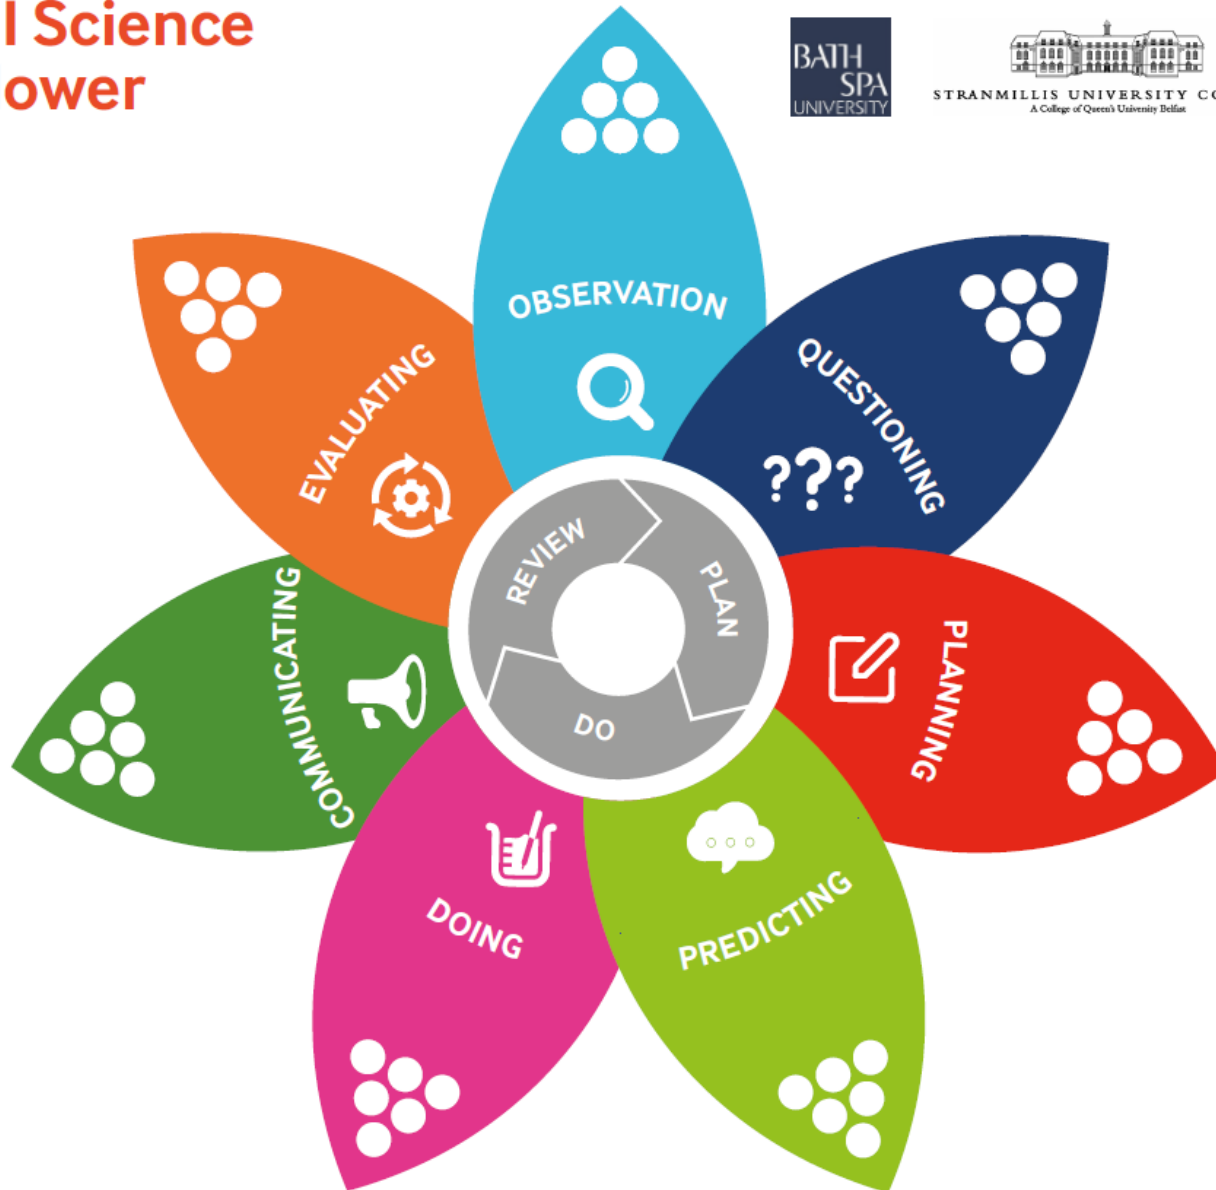 l Science
ower
BATH
SPA
UNIVERSITY
STRANMILLIS UNIVERSITY CO
A College of Queen's University Belfast
OBSERVATION
QUESTIONING
???
PLANNING
PREDICTING
DOING
COMMUNICATING
EVALUATING
REVIEW
PLAN
DO